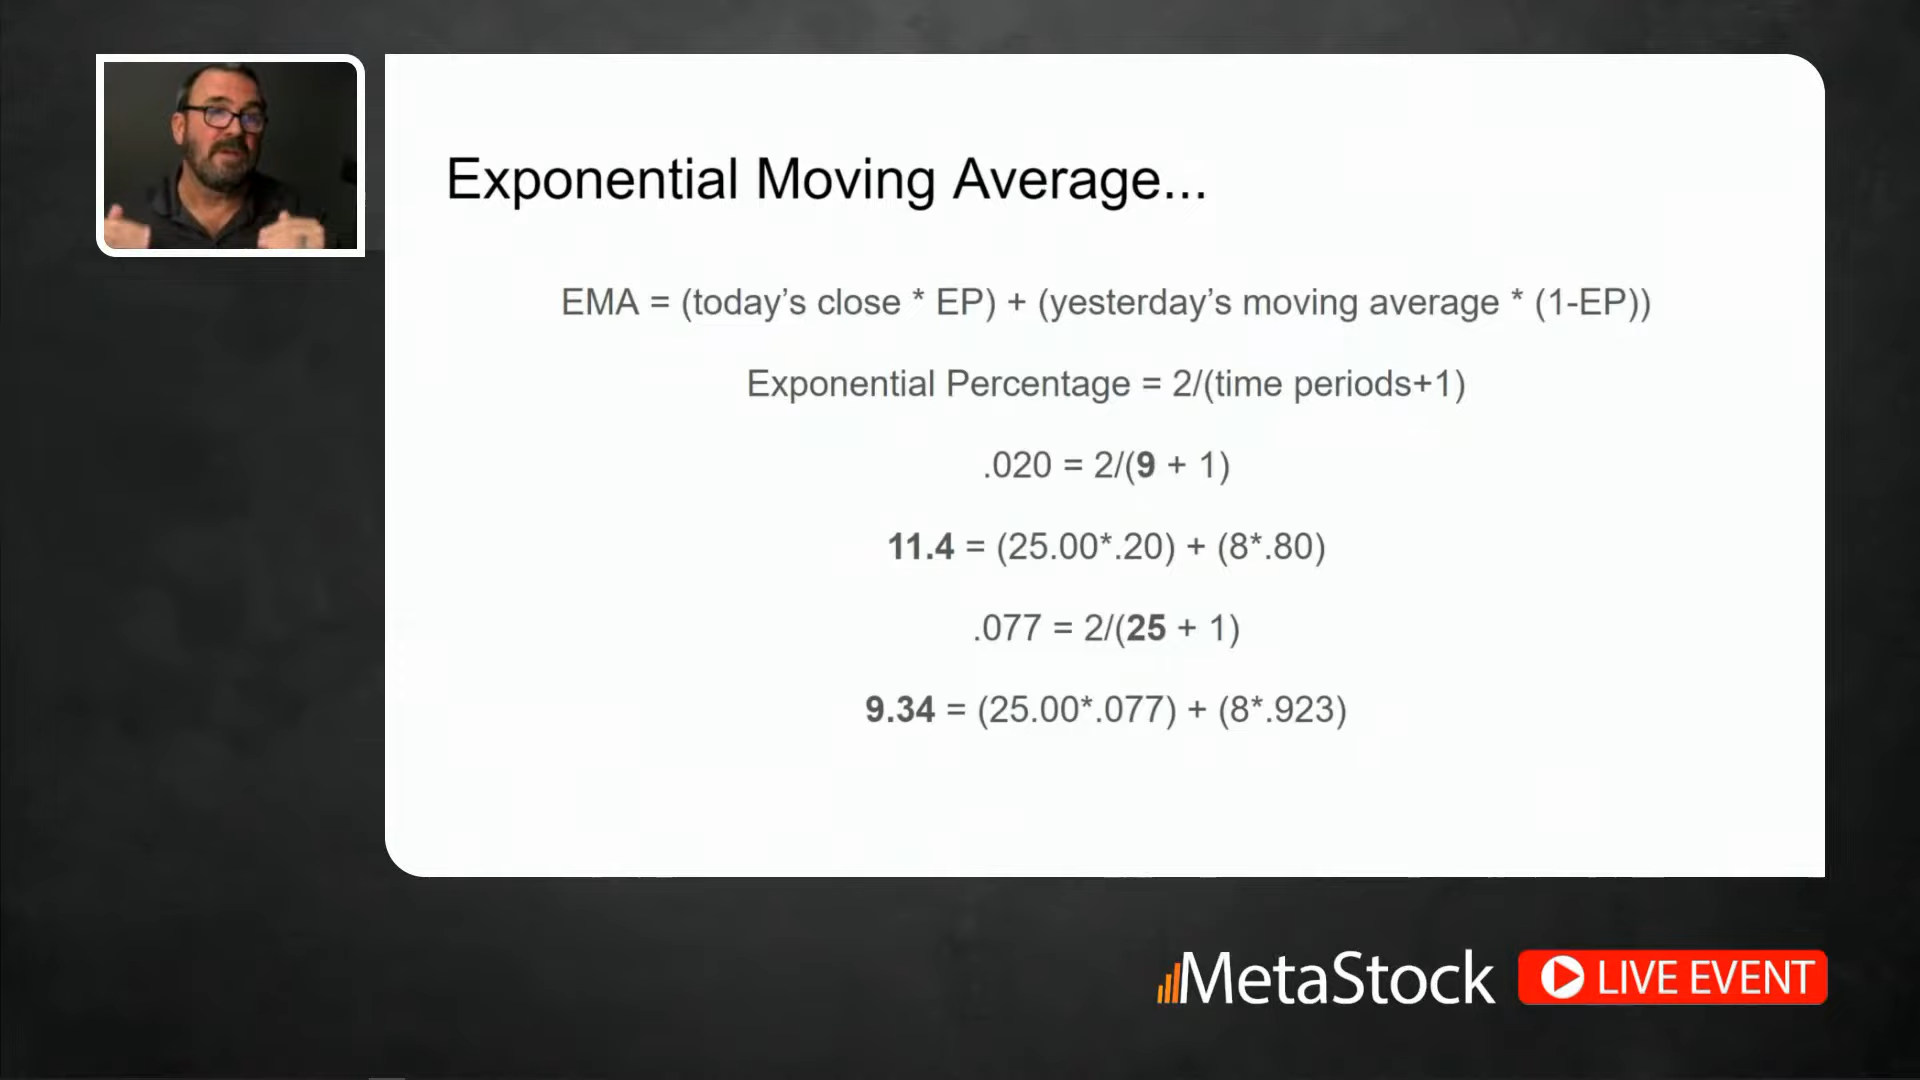 Exponential Moving Average...
EMA = (today’s close * EP) + (yesterday’s moving average * (1-EP))
Exponential Percentage = 2/(time periods+1)
.020 = 2/(9 + 1)
11.4 = (25.00*.20) + (8*.80)
.077 = 2/(25 + 1)
9.34 = (25.00*.077) + (8*.923)
MetaStock LIVE EVENT